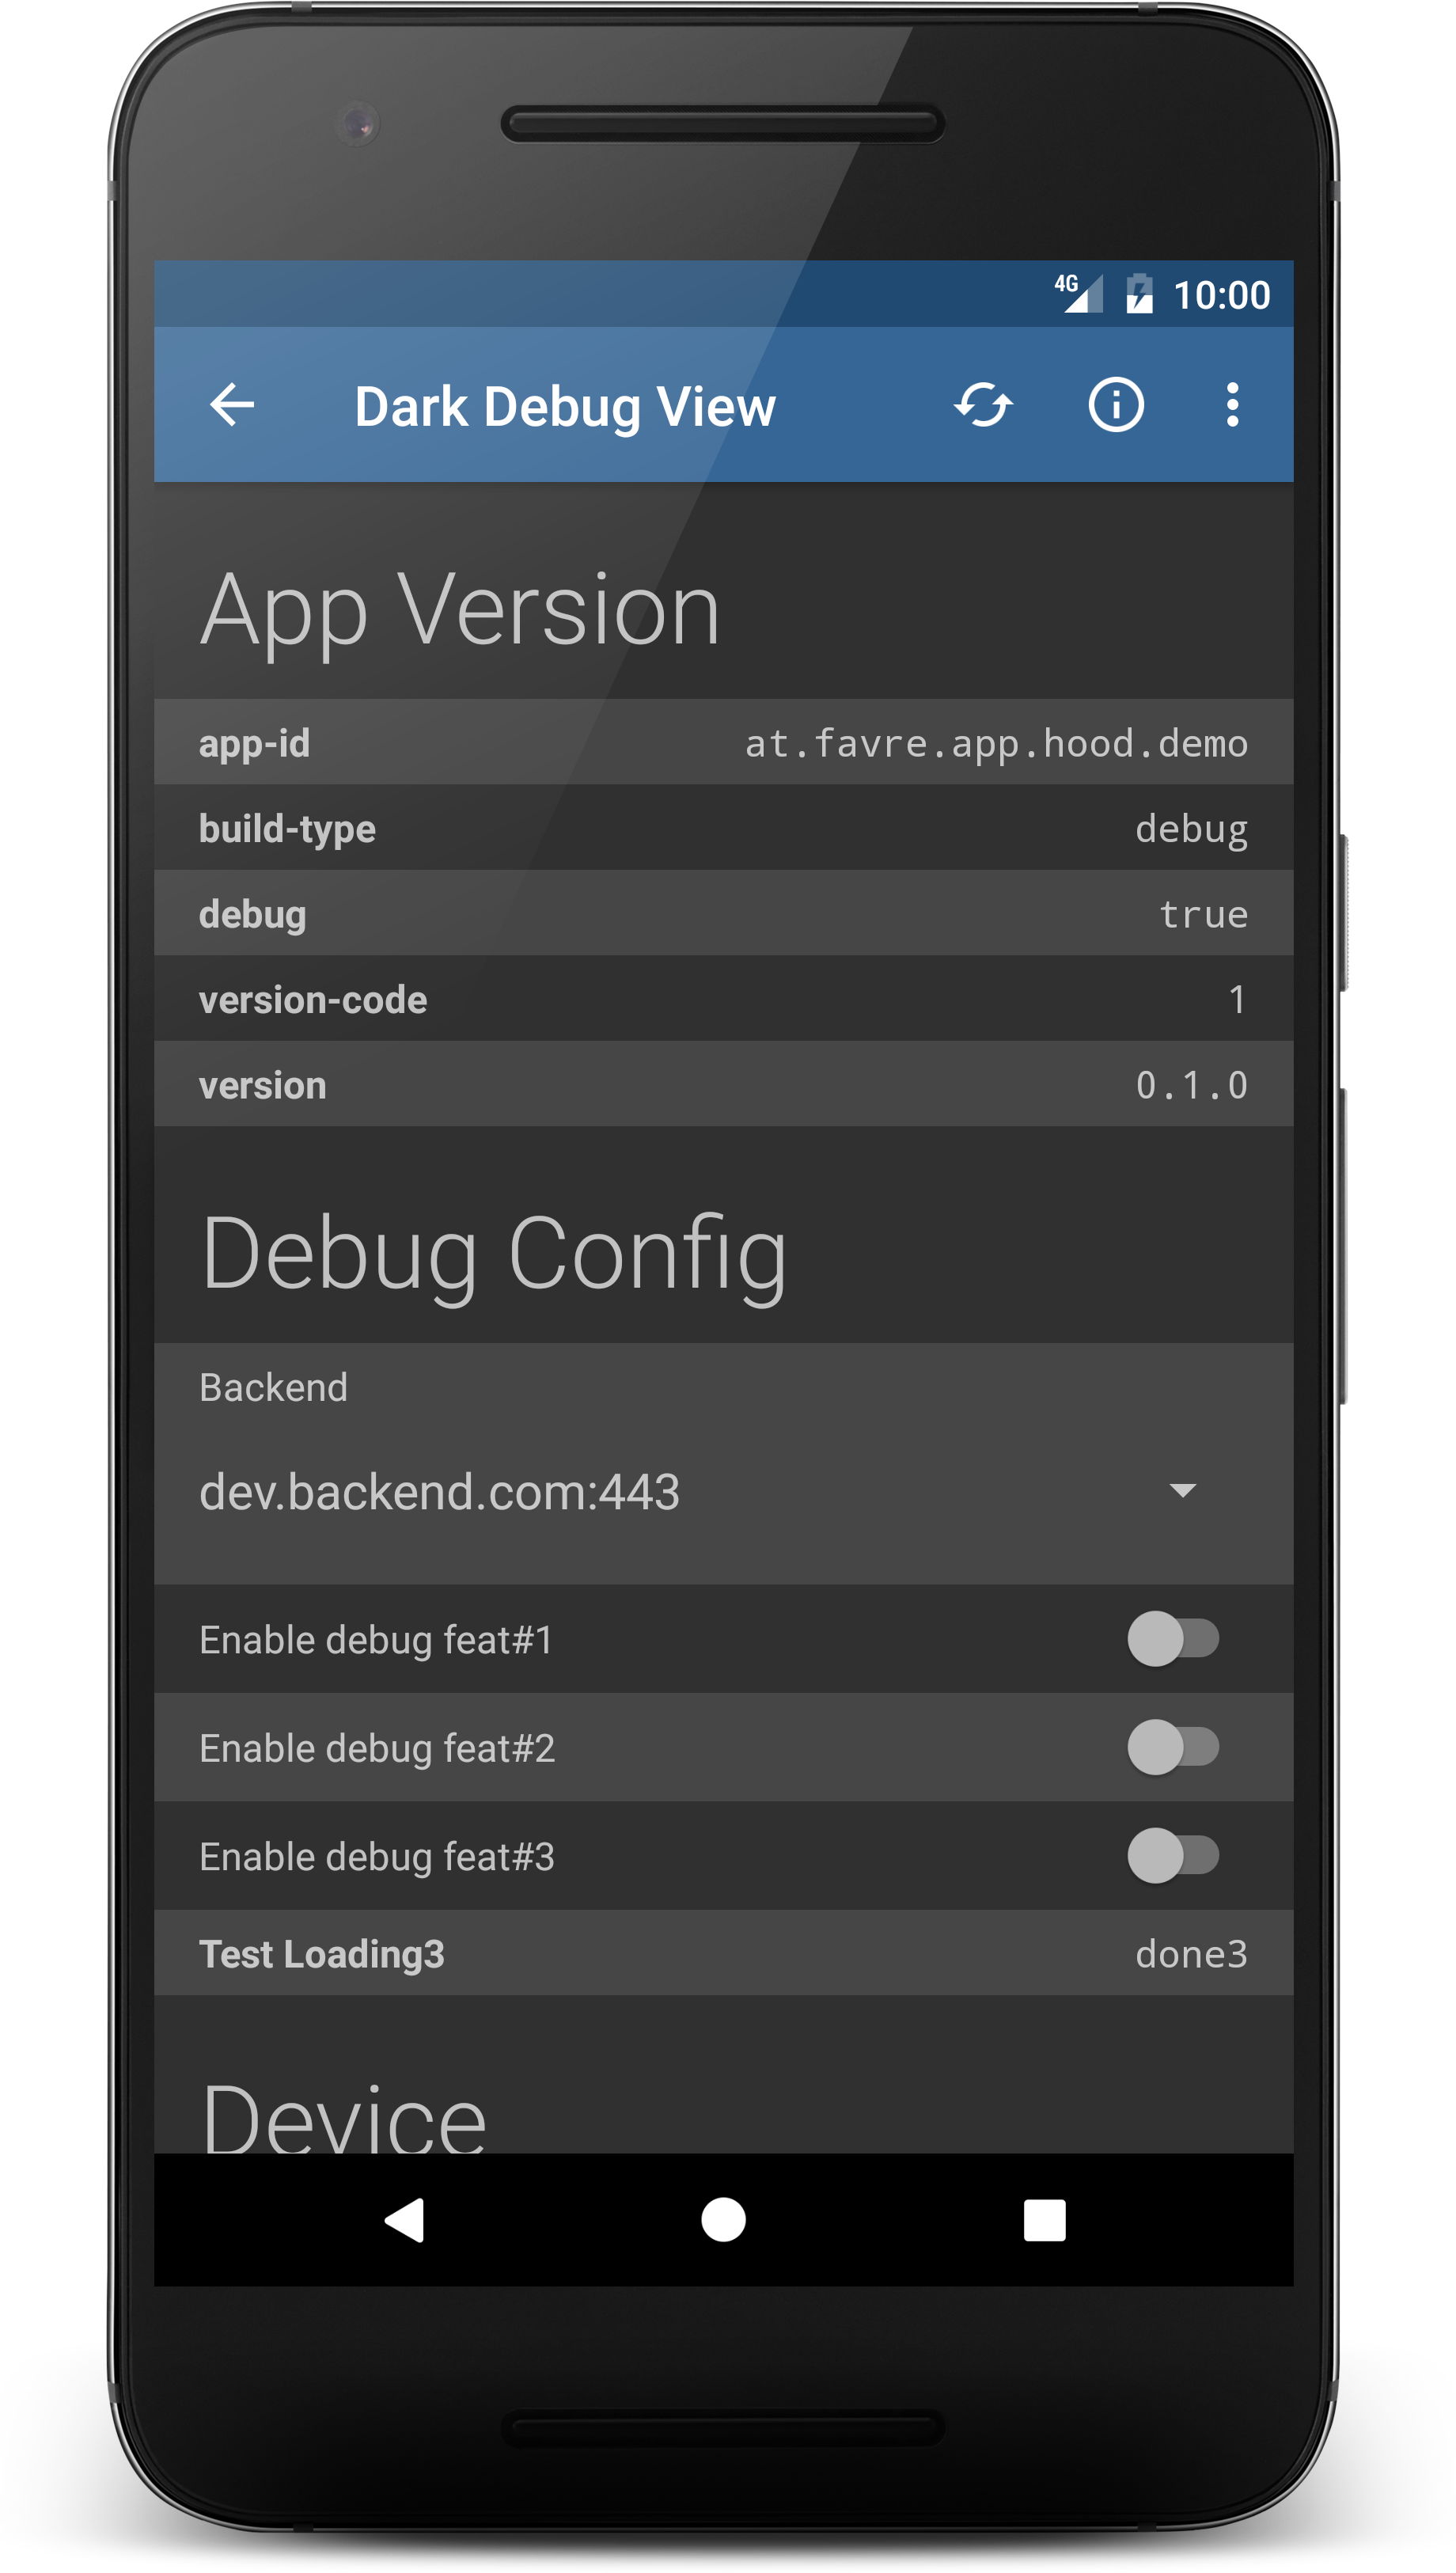 4G 10:00
Dark Debug View
App Version
app-id at.favre.app.hood.demo
build-type debug
debug true
version-code 1
version 0.1.0
Debug Config
Backend
dev.backend.com:443
Enable debug feat#1
Enable debug feat#2
Enable debug feat#3
Test Loading3 done3
Device